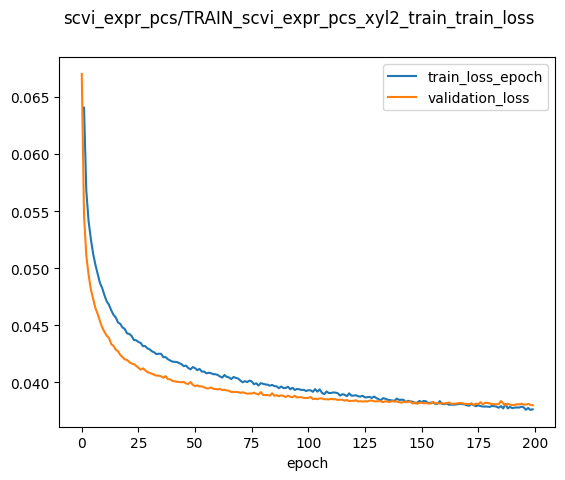 scvi_expr_pcs/TRAIN_scvi_expr_pcs_xyl2_train_train_loss
train_loss_epoch
validation_loss
0.065
0.060
0.055
0.050
0.045
0.040
0 25 50 75 100 125 150 175 200
epoch